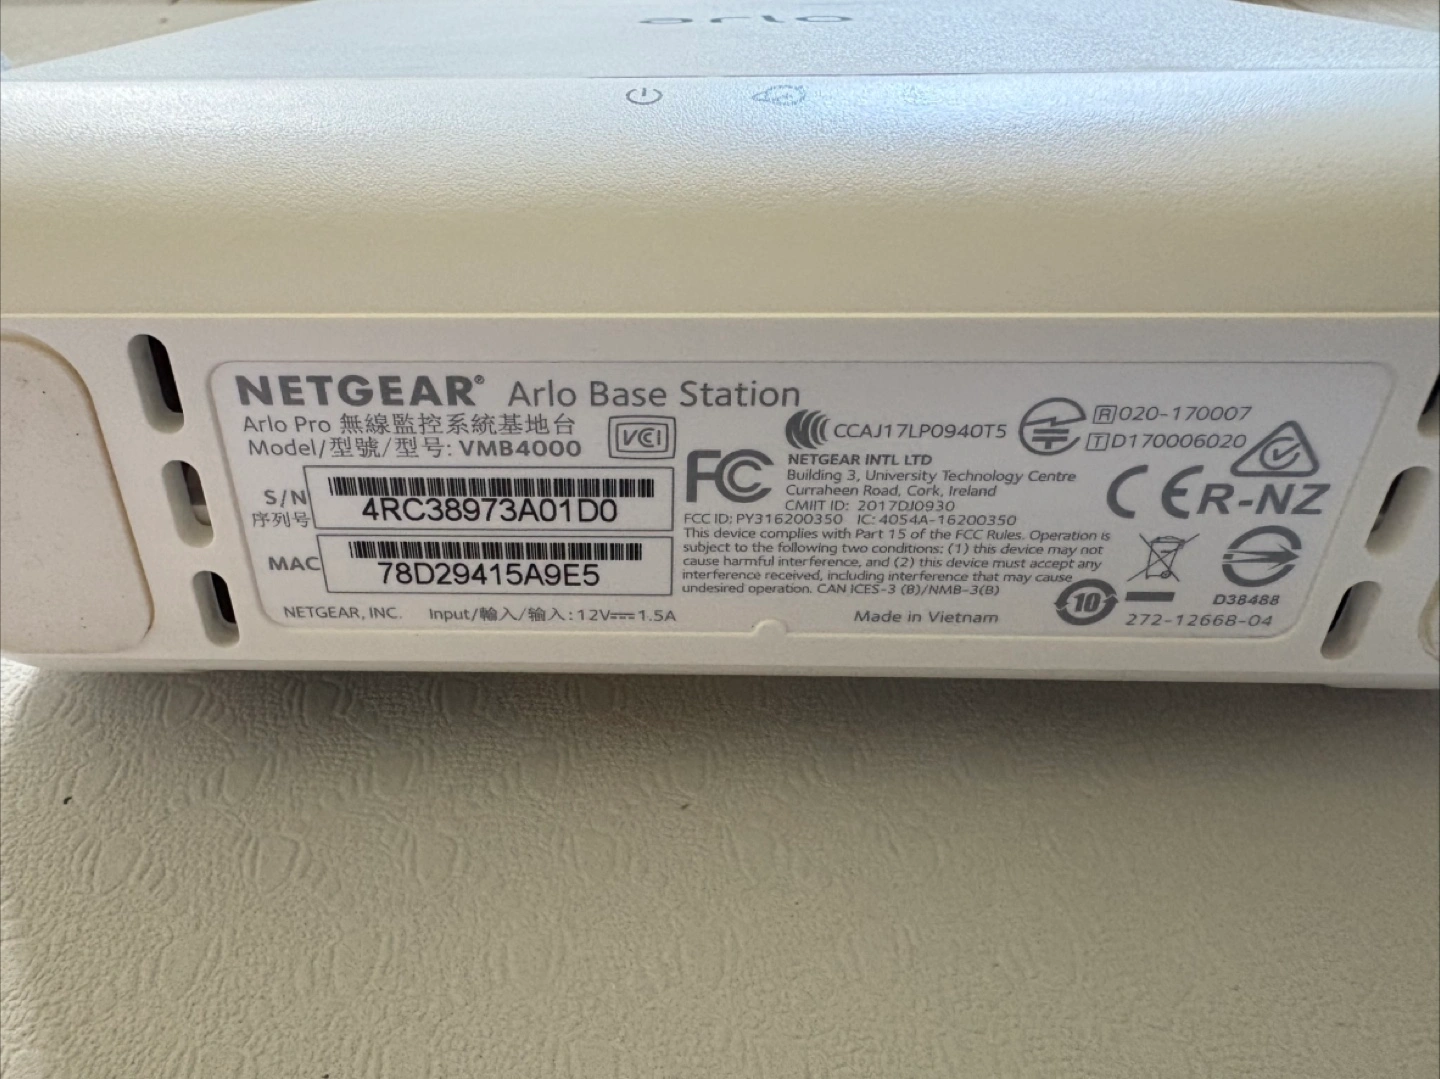 arlo
NETGEAR® Arlo Base Station
Arlo Pro 無線監控系統基地台
Model/型號/型号: VMB4000
VCCI
S/N
序列号
4RC38973A01D0
MAC
78D29415A9E5
NETGEAR, INC. Input/輸入/输入: 12V⎓1.5A
CCAJ17LP0940T5
R 020-170007
T D170006020
FC
NETGEAR INTL LTD
Building 3, University Technology Centre
Curraheen Road, Cork, Ireland
CMIIT ID: 2017DJ0930
FCC ID: PY316200350 IC: 4054A-16200350
This device complies with Part 15 of the FCC Rules. Operation is
subject to the following two conditions: (1) this device may not
cause harmful interference, and (2) this device must accept any
interference received, including interference that may cause
undesired operation. CAN ICES-3 (B)/NMB-3(B)
Made in Vietnam
CE R-NZ
10
D38488
272-12668-04